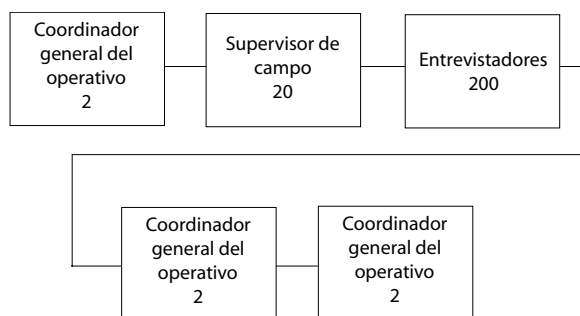 Coordinador
general del
operativo
2
Supervisor de
campo
20
Entrevistadores
200
Coordinador
general del
operativo
2
Coordinador
general del
operativo
2